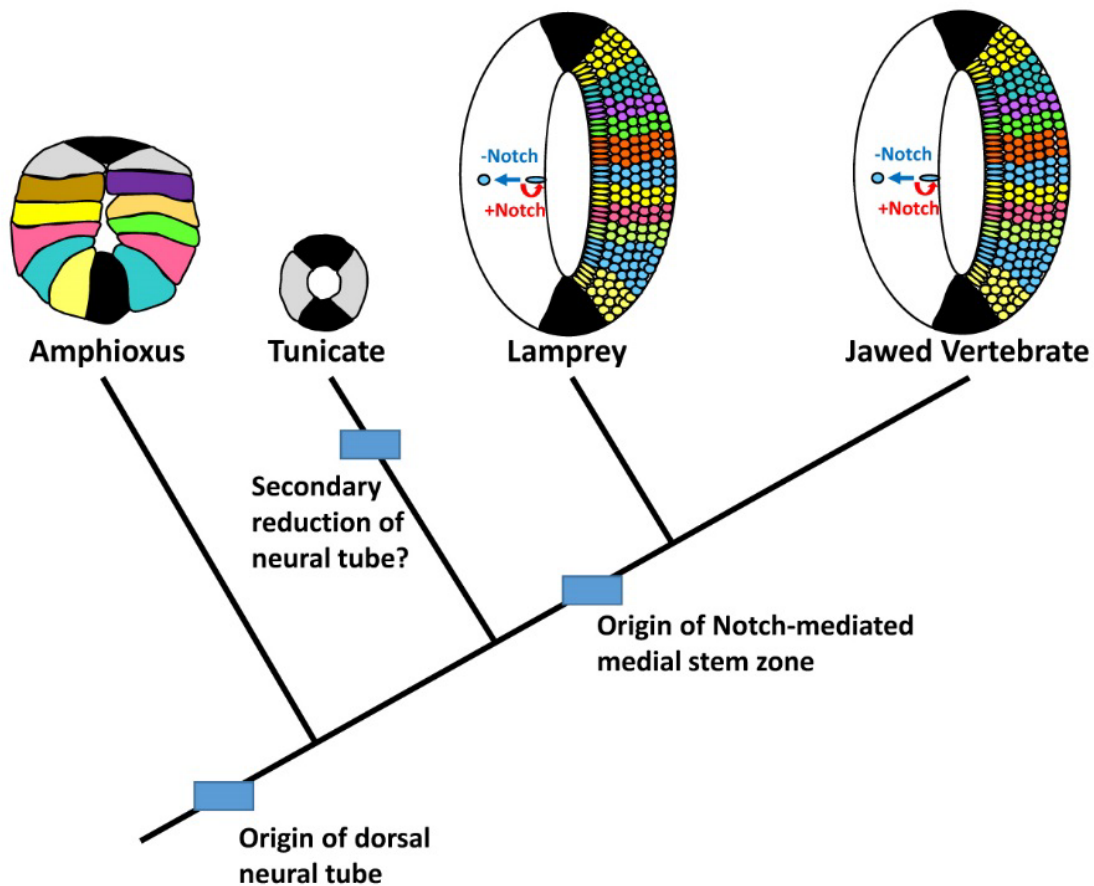 -Notch
+Notch
-Notch
+Notch
Amphioxus
Tunicate
Lamprey
Jawed Vertebrate
Secondary
reduction of
neural tube?
Origin of Notch-mediated
medial stem zone
Origin of dorsal
neural tube